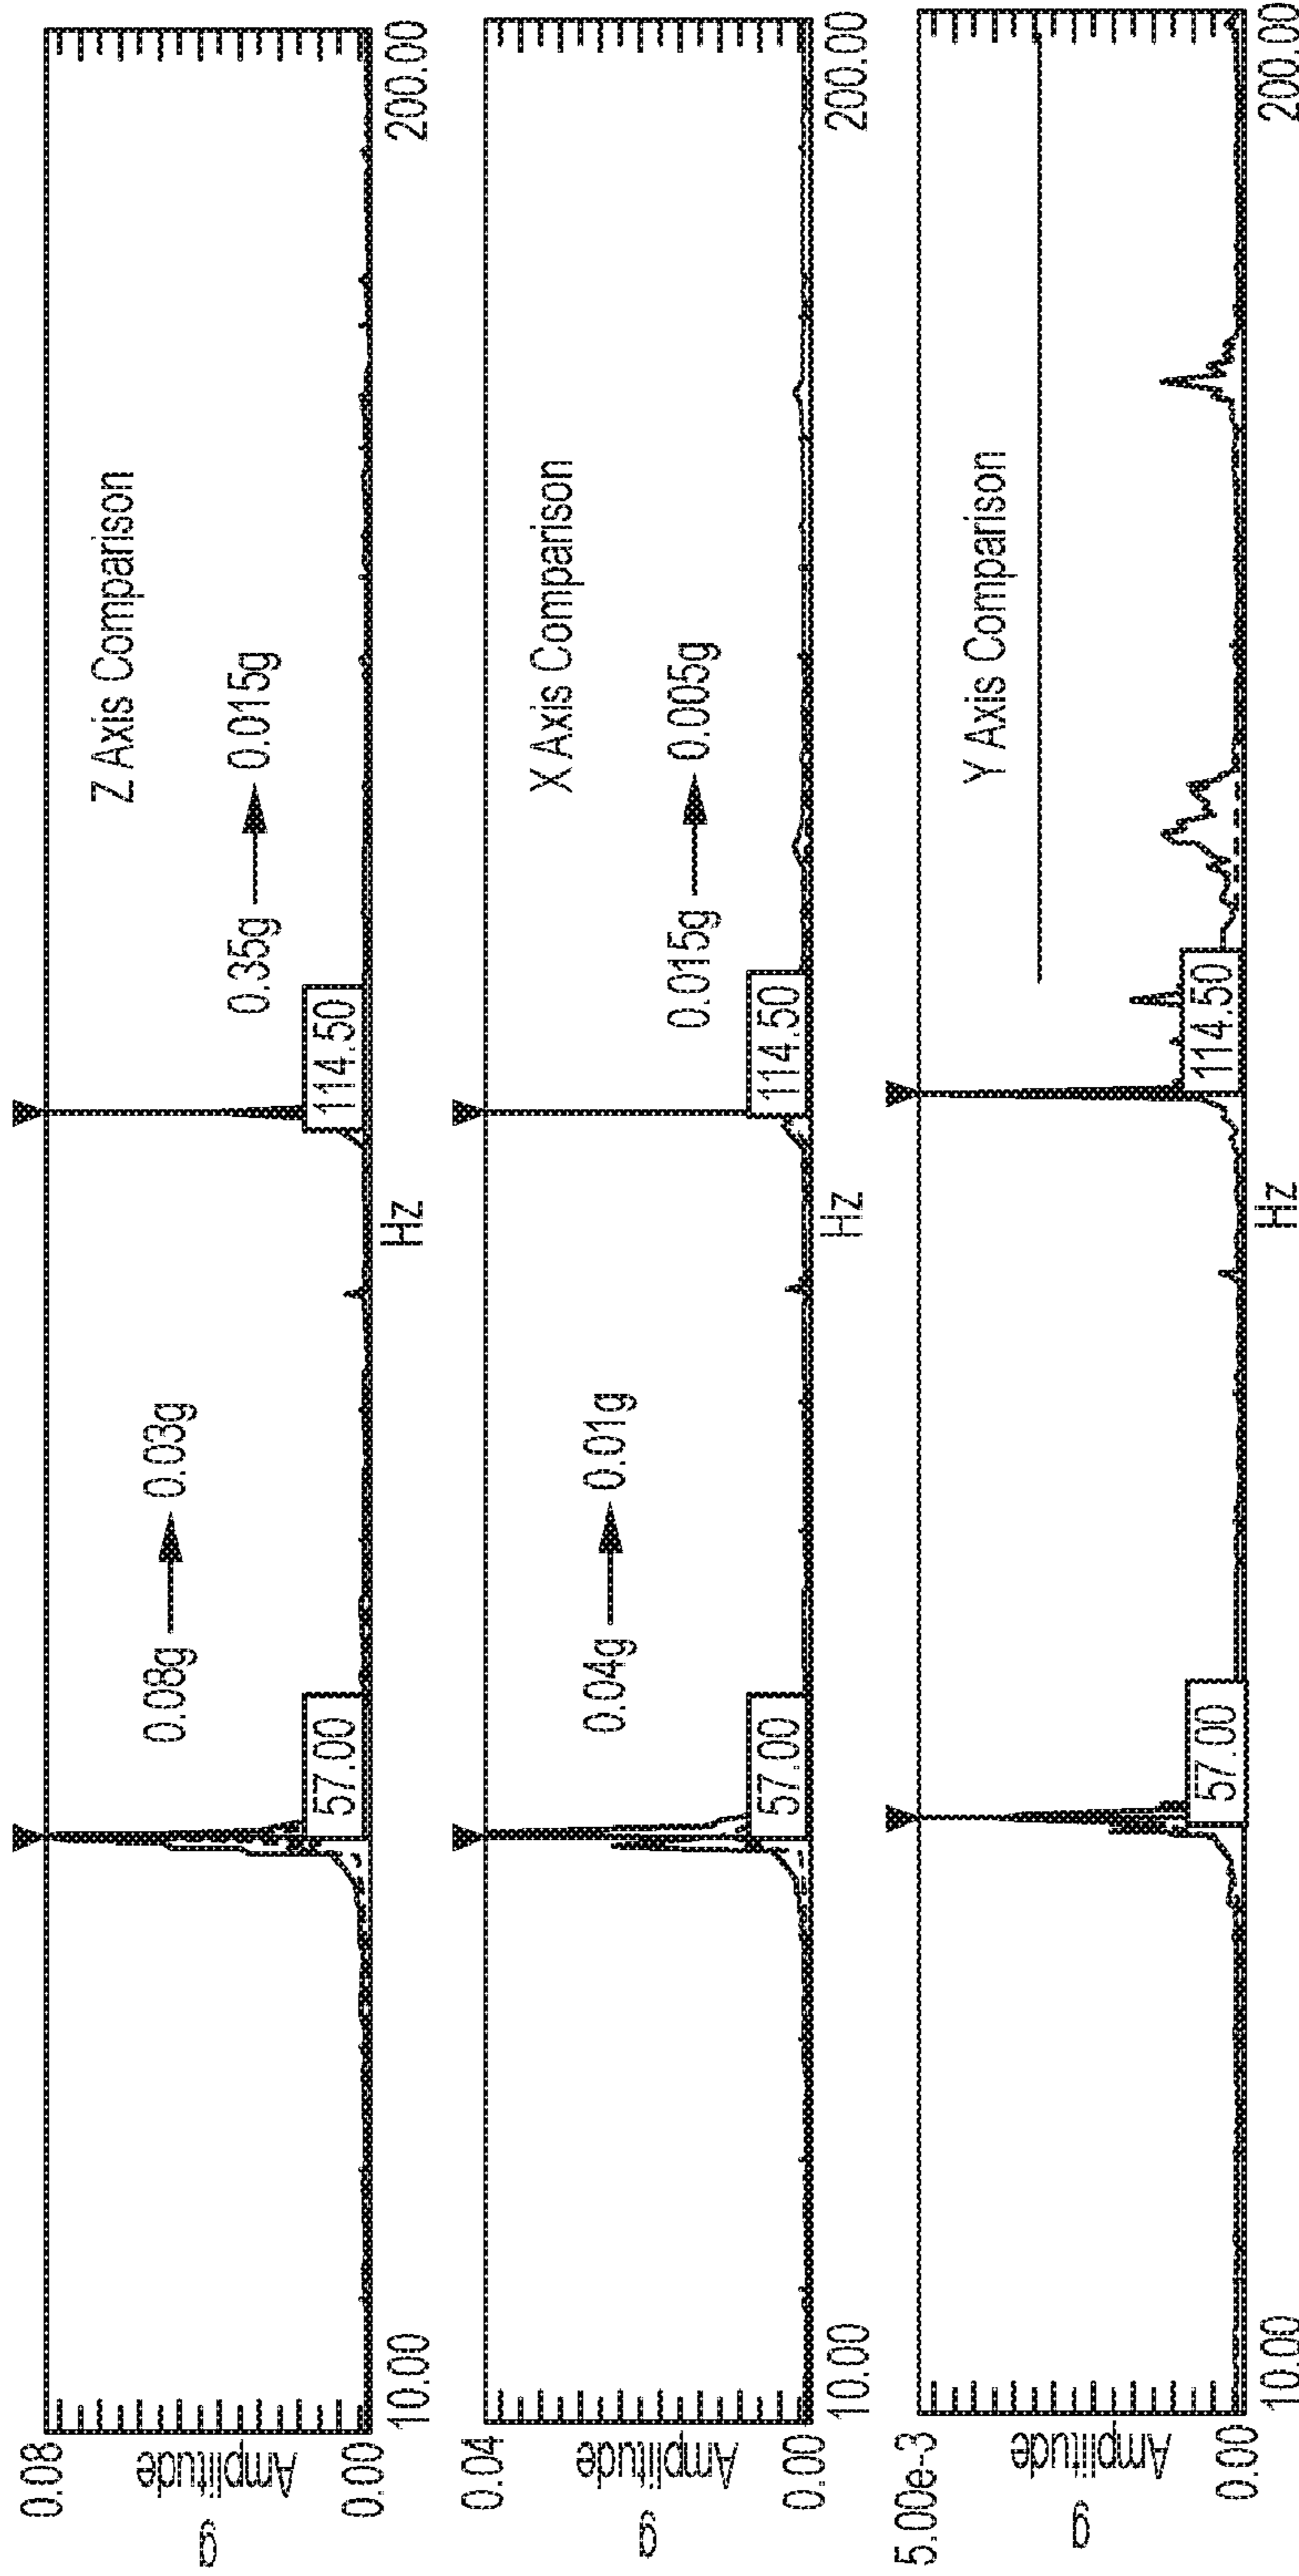 0.08
g
Amplitude
0.00
10.00
57.00
0.08g 0.03g
Hz
114.50
0.35g 0.015g
Z Axis Comparison
200.00
0.04
g
Amplitude
0.00
10.00
57.00
0.04g 0.01g
Hz
114.50
0.015g 0.005g
X Axis Comparison
200.00
5.00e-3
g
Amplitude
0.00
10.00
57.00
Hz
114.50
Y Axis Comparison
200.00